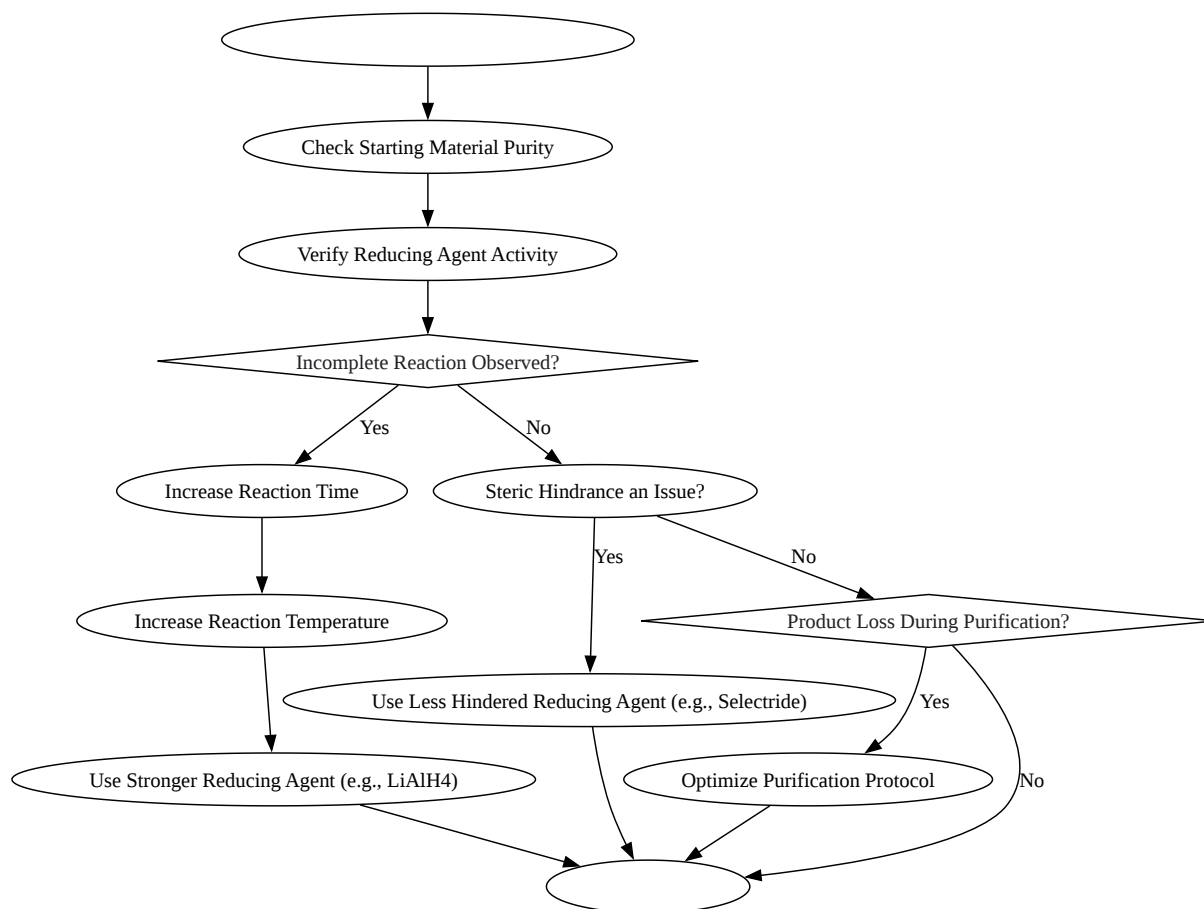 Check Starting Material Purity
Verify Reducing Agent Activity
Incomplete Reaction Observed?
Yes
No
Increase Reaction Time
Steric Hindrance an Issue?
Yes
No
Increase Reaction Temperature
Product Loss During Purification?
Use Less Hindered Reducing Agent (e.g., Selectride)
Yes
Use Stronger Reducing Agent (e.g., LiAlH4)
Optimize Purification Protocol
No